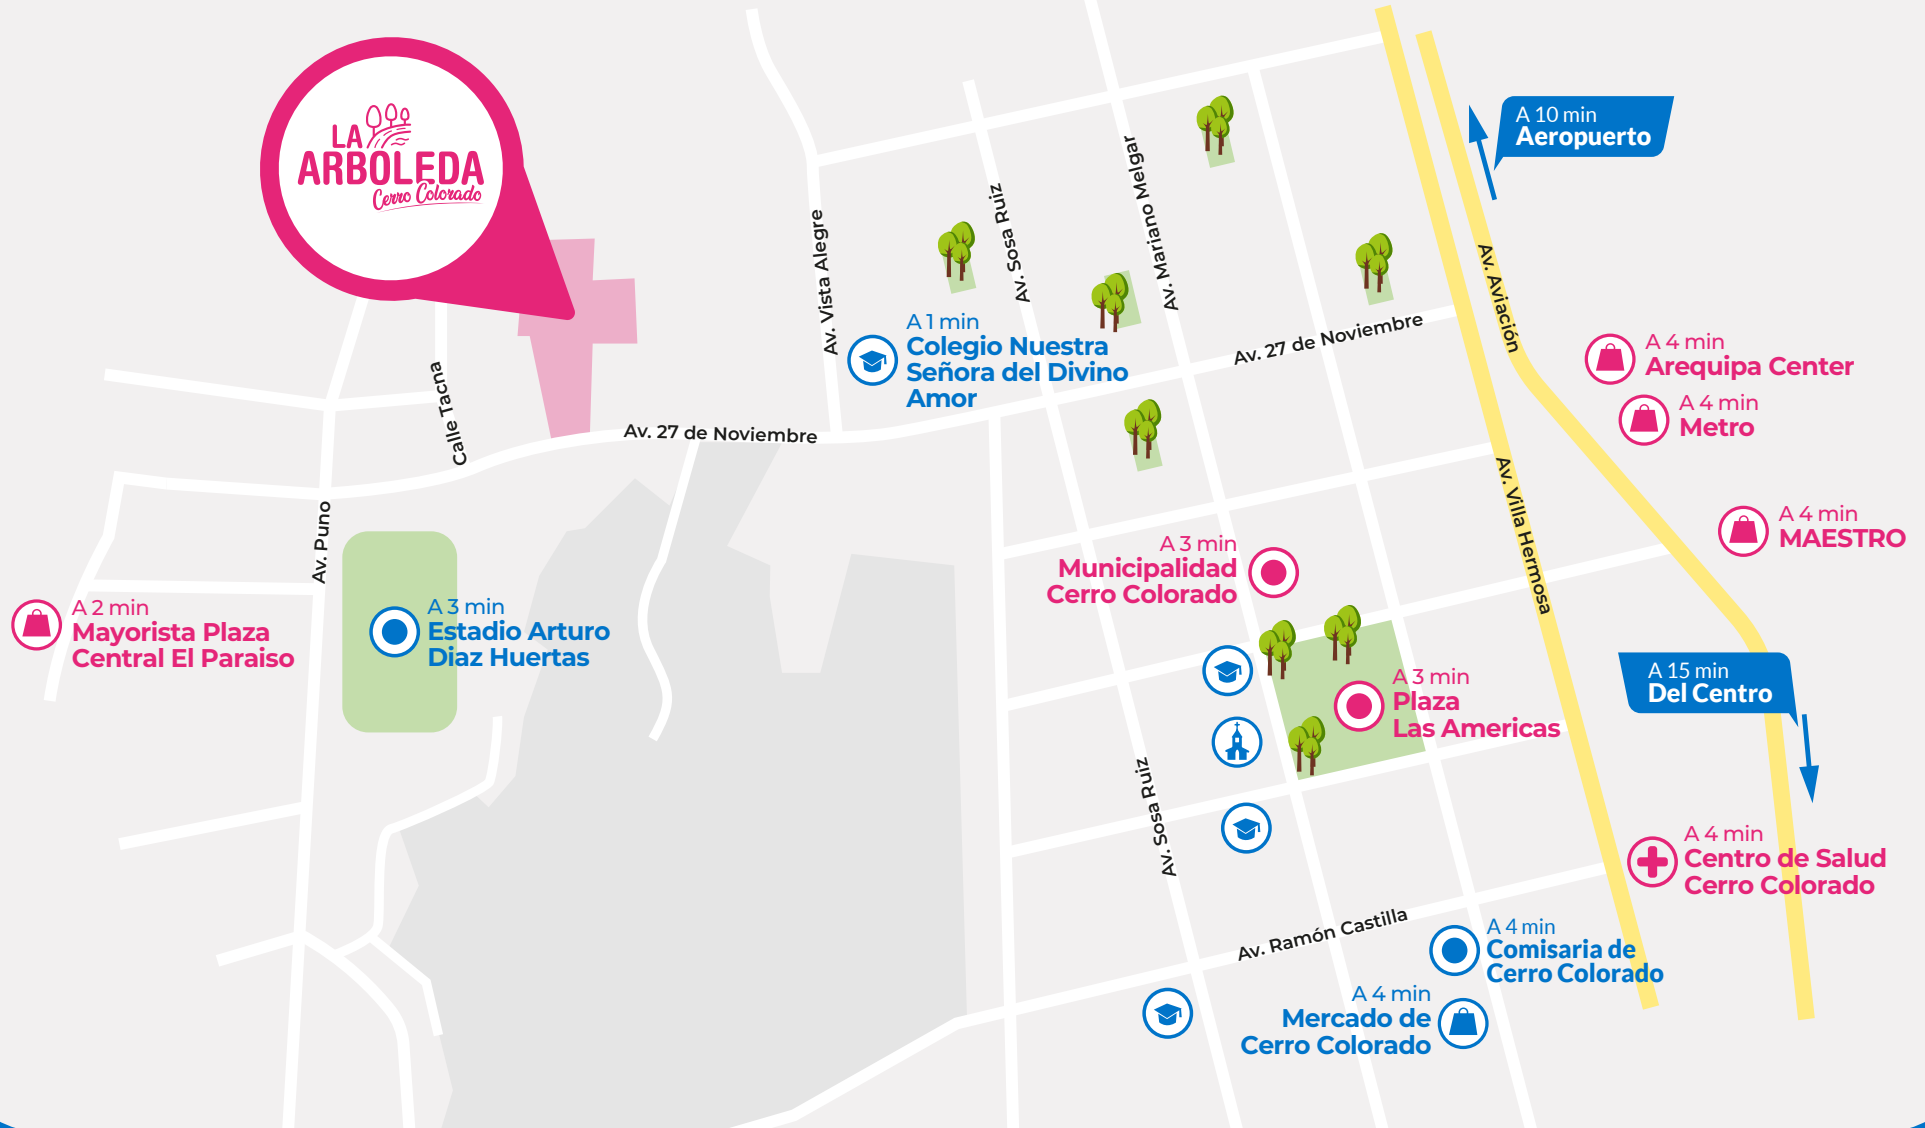 LA
ARBOLEDA
Cerro Colorado
A 10 min
Aeropuerto
Av. Mariano Melgar
Av. Sosa Ruiz
Av. Vista Alegre
Av. Aviación
A 1 min
Colegio Nuestra
Señora del Divino
Amor
Av. 27 de Noviembre
A 4 min
Arequipa Center
A 4 min
Metro
Calle Tacna
Av. 27 de Noviembre
Av. Villa Hermosa
Av. Puno
A 4 min
MAESTRO
A 3 min
Municipalidad
Cerro Colorado
A 2 min
Mayorista Plaza
Central El Paraiso
A 3 min
Estadio Arturo
Diaz Huertas
A 3 min
Plaza
Las Americas
A 15 min
Del Centro
Av. Sosa Ruiz
A 4 min
Centro de Salud
Cerro Colorado
Av. Ramón Castilla
A 4 min
Comisaria de
Cerro Colorado
A 4 min
Mercado de
Cerro Colorado